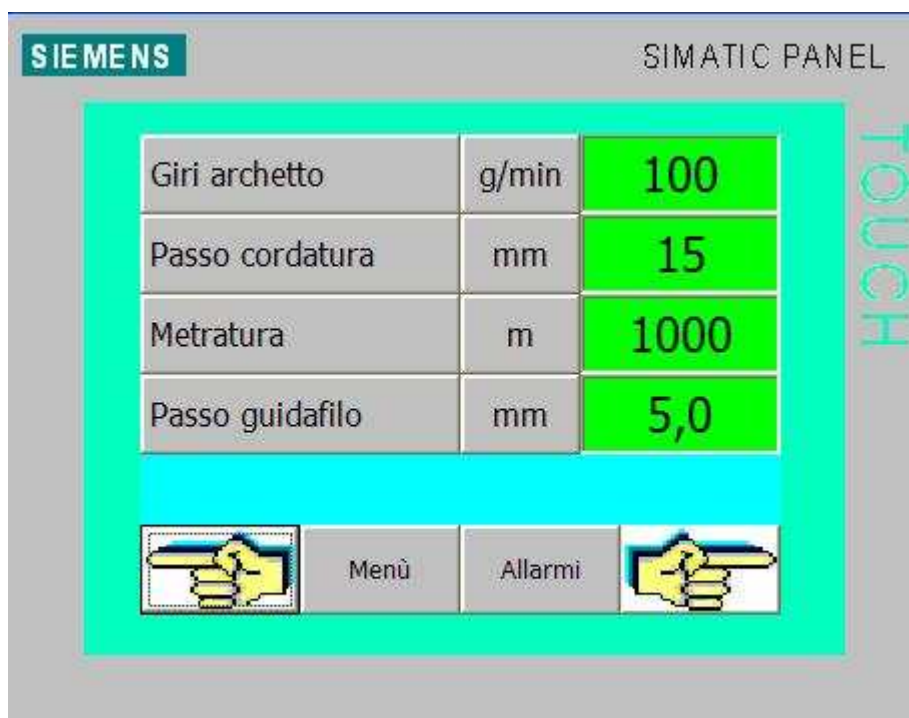 SIEMENS
SIMATIC PANEL
TOUCH
Giri archetto g/min 100
Passo cordatura mm 15
Metratura m 1000
Passo guidafilo mm 5,0
Menù Allarmi